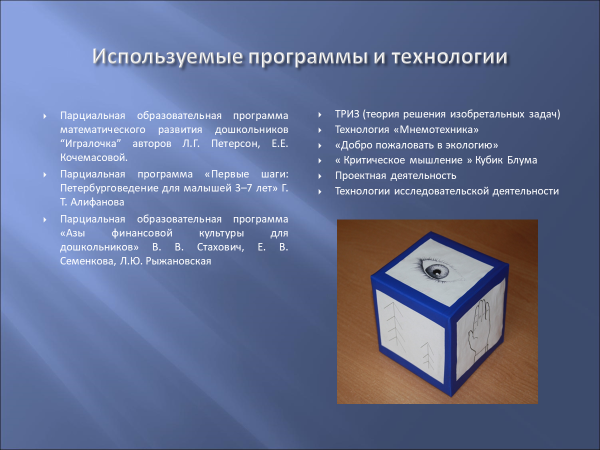 Используемые программы и технологии
Парциальная образовательная программа
математического развития дошкольников
“Игралочка” авторов Л.Г. Петерсон, Е.Е.
Кочемасовой.
Парциальная программа «Первые шаги:
Петербурговедение для малышей 3–7 лет» Г.
Т. Алифанова
Парциальная образовательная программа
«Азы финансовой культуры для
дошкольников» В. В. Стахович, Е. В.
Семенкова, Л.Ю. Рыжановская
ТРИЗ (теория решения изобретальных задач)
Технология «Мнемотехника»
«Добро пожаловать в экологию»
« Критическое мышление » Кубик Блума
Проектная деятельность
Технологии исследовательской деятельности